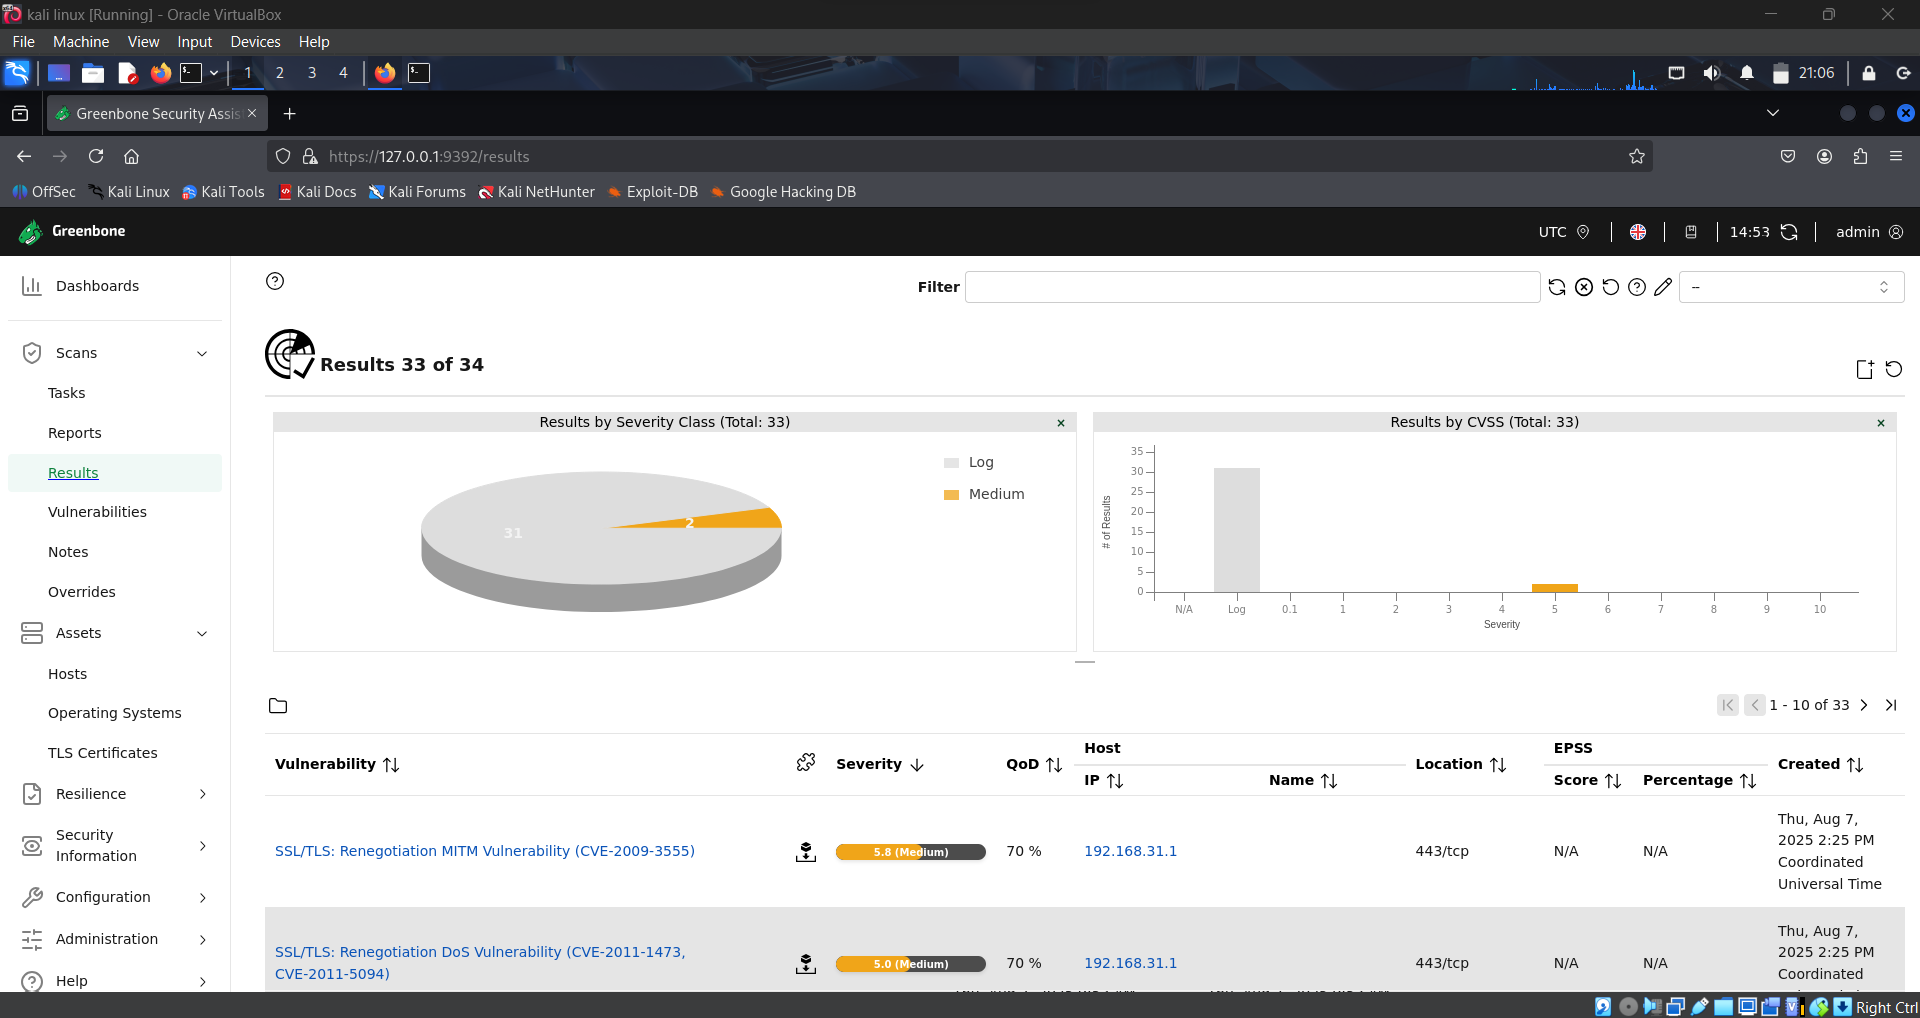 kali linux [Running] - Oracle VirtualBox
File Machine View Input Devices Help
1 2 3 4
21:06
Greenbone Security Assis
https://127.0.0.1:9392/results
OffSec Kali Linux Kali Tools Kali Docs Kali Forums Kali NetHunter Exploit-DB Google Hacking DB
Greenbone
UTC
14:53
admin
Dashboards
Scans
Tasks
Reports
Results
Vulnerabilities
Notes
Overrides
Assets
Hosts
Operating Systems
TLS Certificates
Resilience
Security
Information
Configuration
Administration
Help
Filter
--
Results 33 of 34
Results by Severity Class (Total: 33)
Log
Medium
31
2
Results by CVSS (Total: 33)
# of Results
35
30
25
20
15
10
5
0
N/A Log 0.1 1 2 3 4 5 6 7 8 9 10
Severity
1 - 10 of 33
Vulnerability Severity QoD Host Location EPSS Created
IP Name Score Percentage
SSL/TLS: Renegotiation MITM Vulnerability (CVE-2009-3555) 5.8 (Medium) 70 % 192.168.31.1 443/tcp N/A N/A
Thu, Aug 7,
2025 2:25 PM
Coordinated
Universal Time
SSL/TLS: Renegotiation DoS Vulnerability (CVE-2011-1473,
CVE-2011-5094)
5.0 (Medium) 70 % 192.168.31.1 443/tcp N/A N/A
Thu, Aug 7,
2025 2:25 PM
Coordinated
Right Ctrl